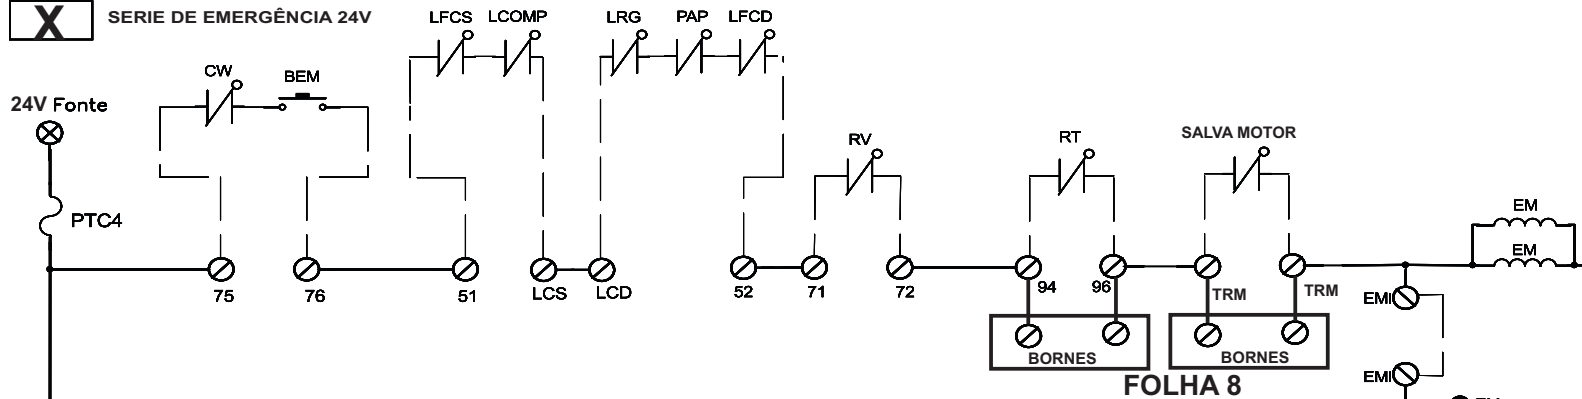 X SERIE DE EMERGÊNCIA 24V
LFCS LCOMP LRG PAP LFCD
CW BEM
24V Fonte
RV RT SALVA MOTOR
PTC4
EM
EM
75 76 51 LCS LCD 52 71 72 94 96 TRM TRM
EMI
BORNES BORNES
FOLHA 8
EMI